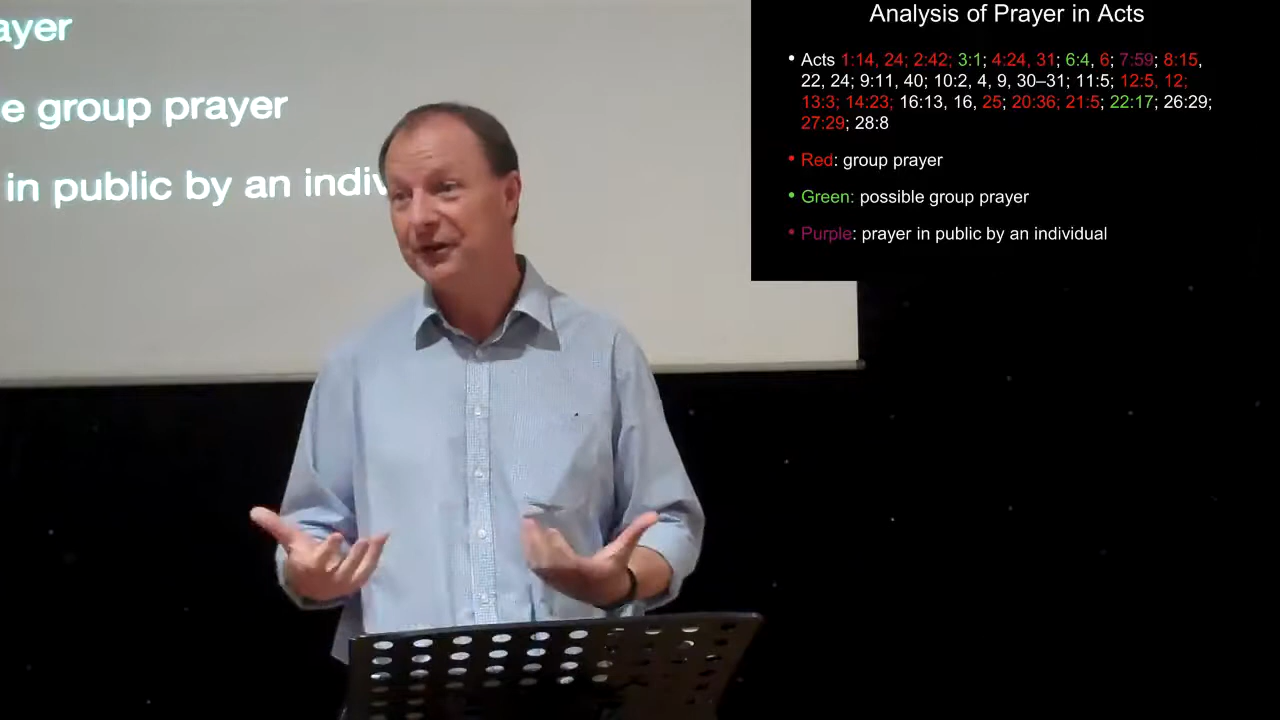 ayer
e group prayer
in public by an indiv
Analysis of Prayer in Acts
• Acts 1:14, 24; 2:42; 3:1; 4:24, 31; 6:4, 6; 7:59; 8:15,
22, 24; 9:11, 40; 10:2, 4, 9, 30–31; 11:5; 12:5, 12;
13:3; 14:23; 16:13, 16, 25; 20:36; 21:5; 22:17; 26:29;
27:29; 28:8
• Red: group prayer
• Green: possible group prayer
• Purple: prayer in public by an individual